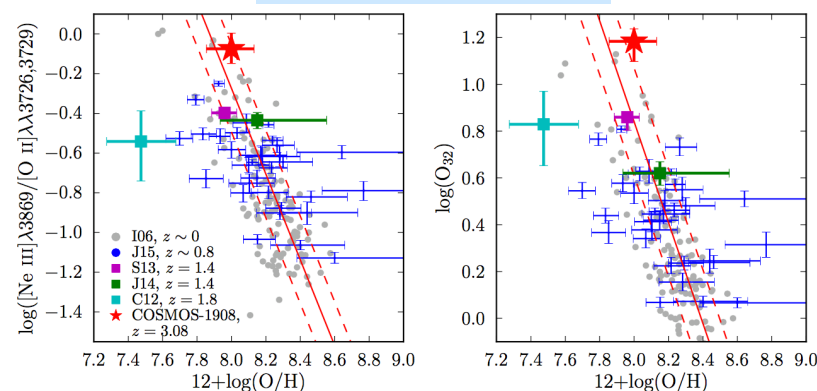 log([Ne III]λ3869/[O II]λλ3726,3729)
0.0
−0.2
−0.4
−0.6
−0.8
−1.0
−1.2
−1.4
I06, z ∼ 0
J15, z ∼ 0.8
S13, z = 1.4
J14, z = 1.4
C12, z = 1.8
COSMOS-1908,
z = 3.08
7.2 7.4 7.6 7.8 8.0 8.2 8.4 8.6 8.8 9.0
12+log(O/H)
log(O₃₂)
1.2
1.0
0.8
0.6
0.4
0.2
0.0
7.2 7.4 7.6 7.8 8.0 8.2 8.4 8.6 8.8 9.0
12+log(O/H)